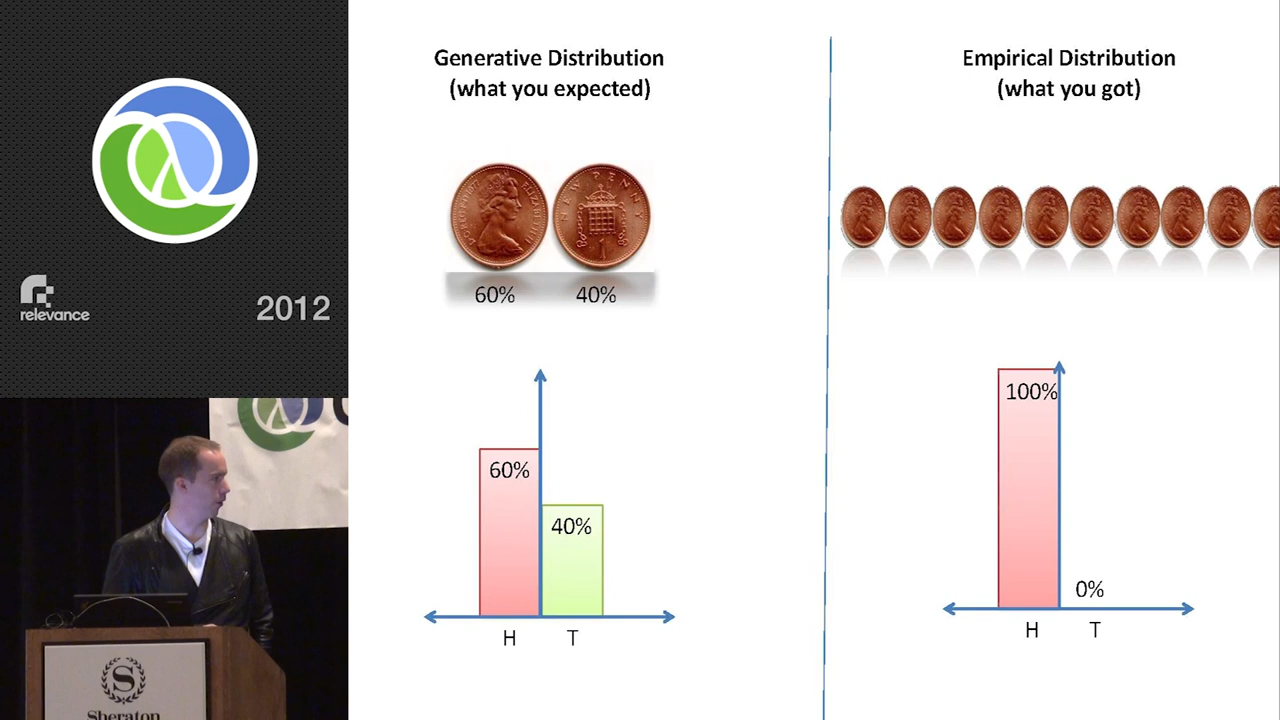 relevance
2012
Sheraton
Generative Distribution
(what you expected)
60%
40%
60%
40%
H
T
Empirical Distribution
(what you got)
100%
0%
H
T